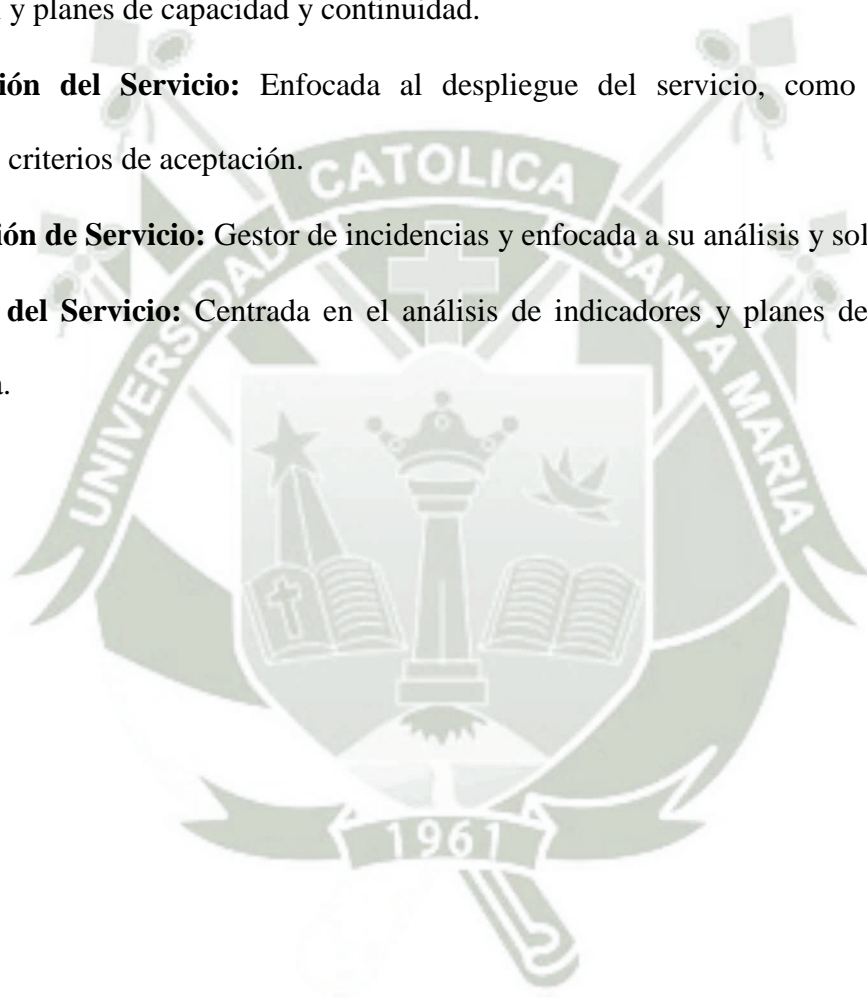 y planes de capacidad y continuidad.
ión del Servicio: Enfocada al despliegue del servicio, como
criterios de aceptación.
ión de Servicio: Gestor de incidencias y enfocada a su análisis y sol
del Servicio: Centrada en el análisis de indicadores y planes de
a.
UNIVERSIDAD CATOLICA SANTA MARIA
1961